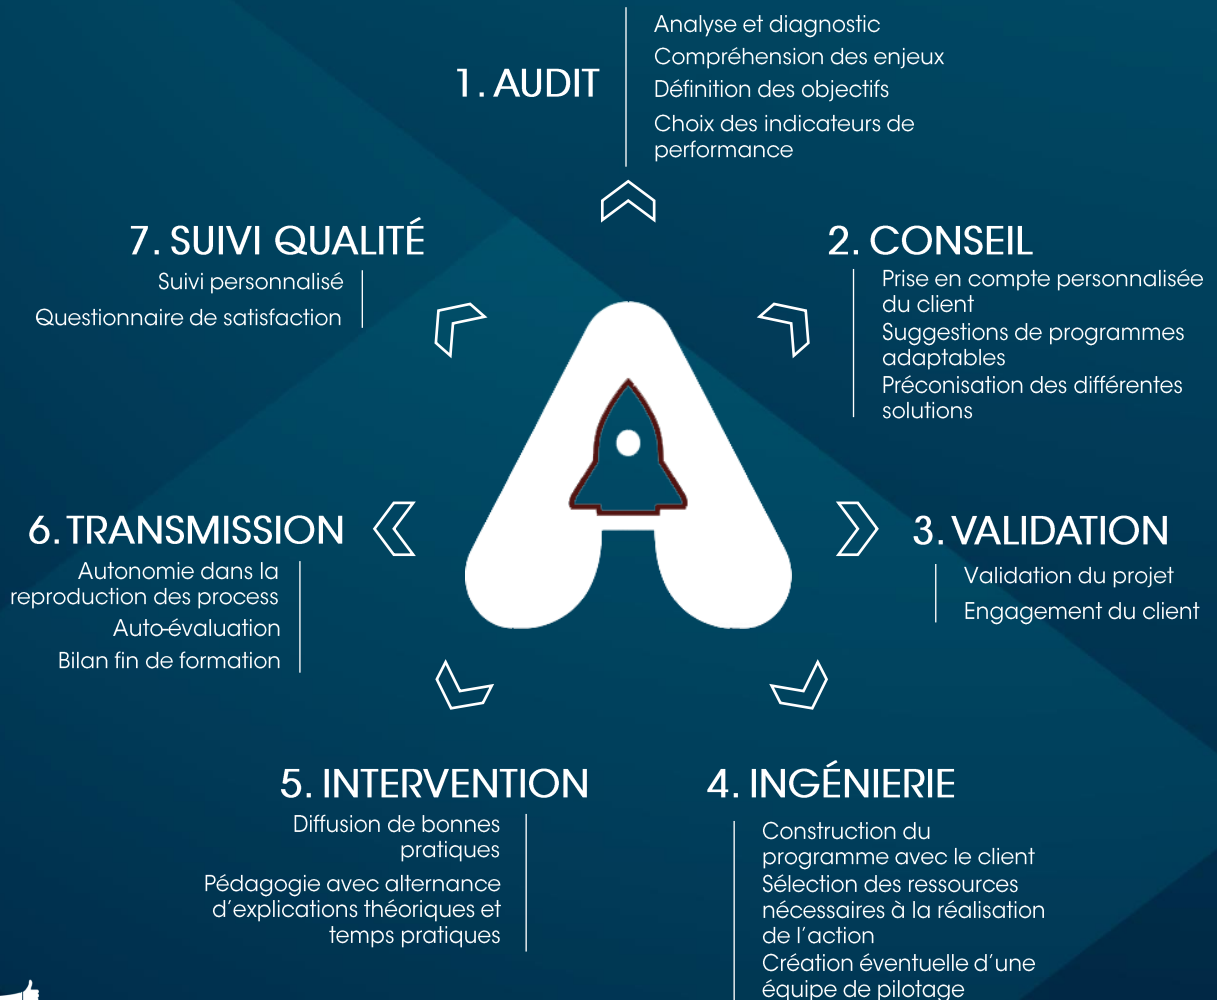 1. AUDIT
Analyse et diagnostic
Compréhension des enjeux
Définition des objectifs
Choix des indicateurs de
performance
2. CONSEIL
Prise en compte personnalisée
du client
Suggestions de programmes
adaptables
Préconisation des différentes
solutions
3. VALIDATION
Validation du projet
Engagement du client
4. INGÉNIERIE
Construction du
programme avec le client
Sélection des ressources
nécessaires à la réalisation
de l'action
Création éventuelle d'une
équipe de pilotage
5. INTERVENTION
Diffusion de bonnes
pratiques
Pédagogie avec alternance
d'explications théoriques et
temps pratiques
6. TRANSMISSION
Autonomie dans la
reproduction des process
Auto-évaluation
Bilan fin de formation
7. SUIVI QUALITÉ
Suivi personnalisé
Questionnaire de satisfaction
A